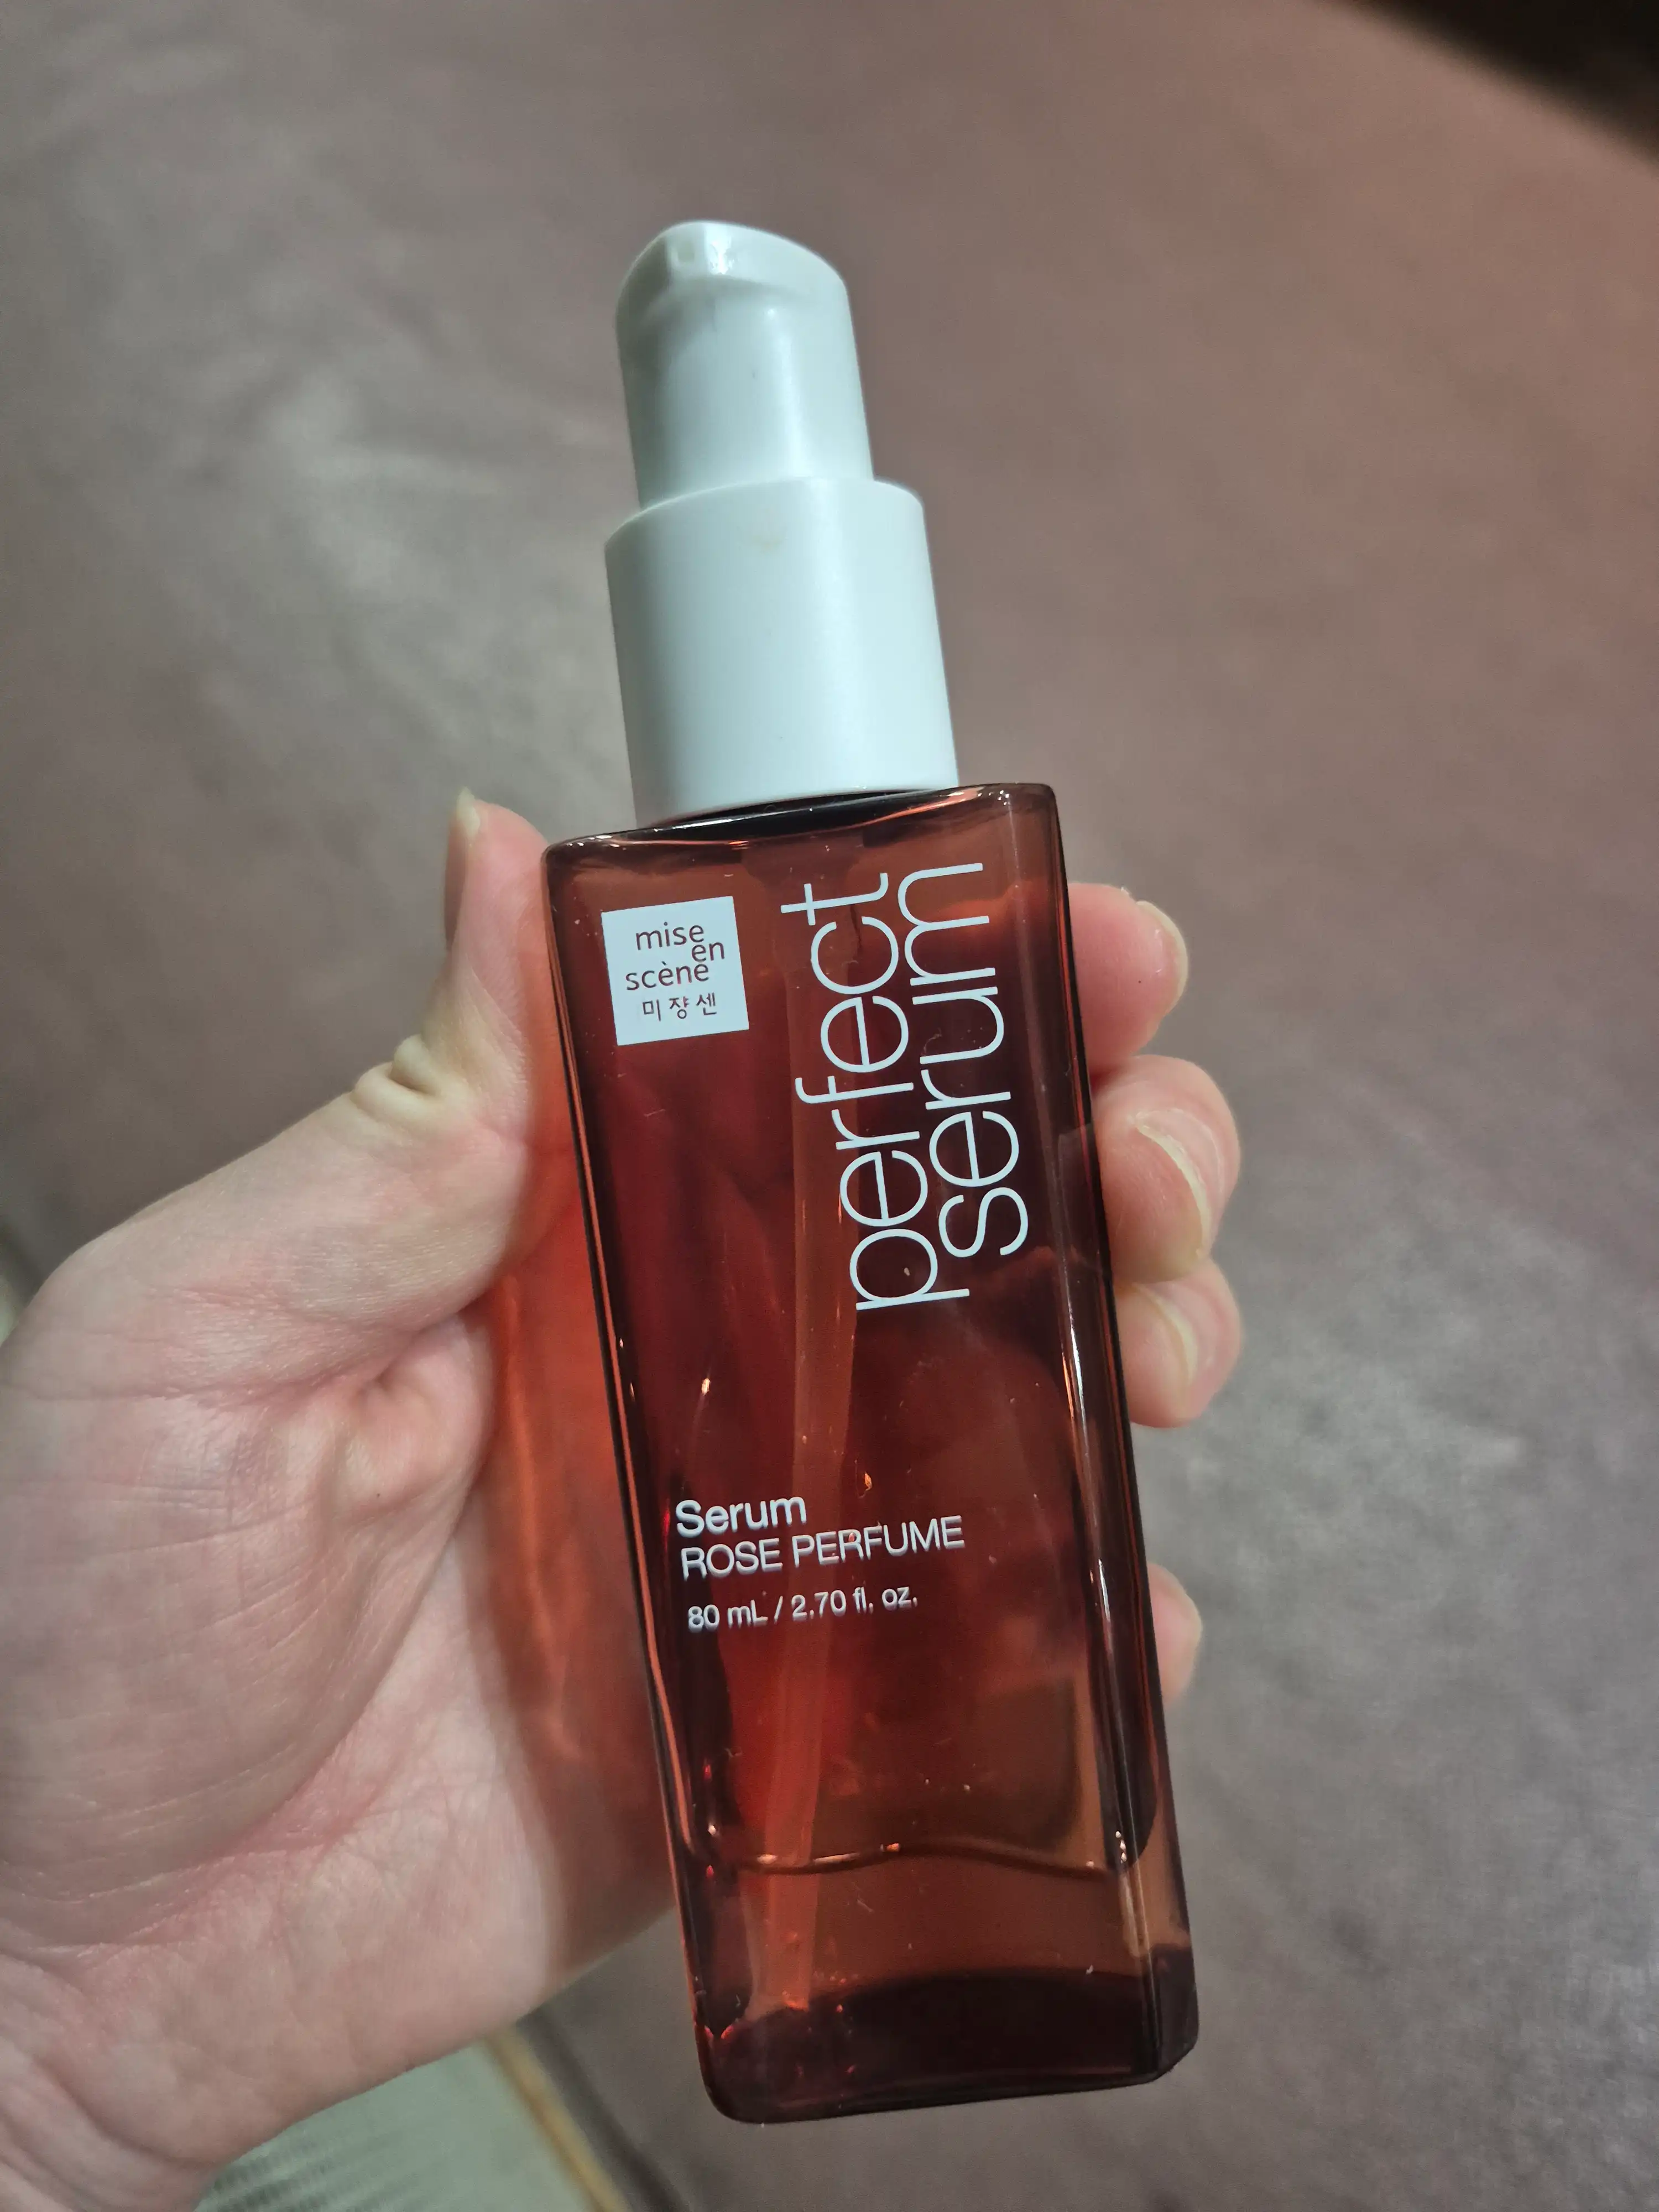 mise
en
scène
미쟝센
perfect
serum
Serum
ROSE PERFUME
80 mL / 2.70 fl. oz.